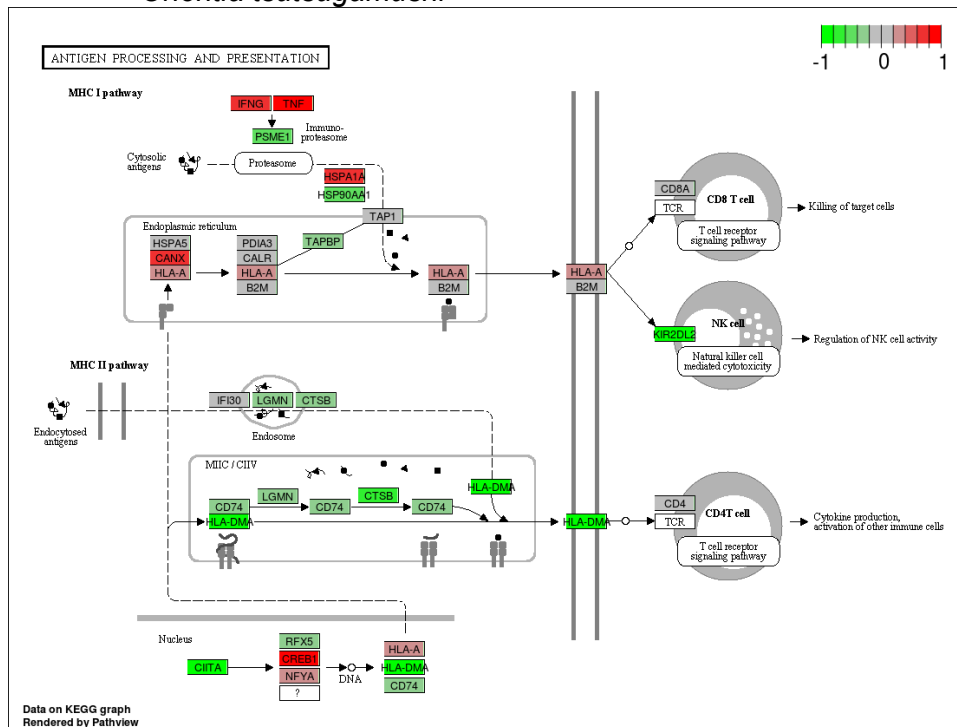 ANTIGEN PROCESSING AND PRESENTATION
-1 0 1
MHC I pathway
IFNG TNF
PSME1
Immuno-
proteasome
Cytosolic
antigens
Proteasome
HSPA1A
HSP90AA1
TAP1
Endoplasmic reticulum
HSPA5
CANX
HLA-A
PDIA3
CALR
HLA-A
B2M
TAPBP
HLA-A
B2M
HLA-A
B2M
CD8A
TCR
CD8 T cell
T cell receptor
signaling pathway
Killing of target cells
KIR2DL2
NK cell
Natural killer cell
mediated cytotoxicity
Regulation of NK cell activity
MHC II pathway
Endocytosed
antigens
IFI30 LGMN CTSB
Endosome
MIIC / CIIV
CD74
HLA-DMA
LGMN
CD74
CTSB
CD74
HLA-DMA
HLA-DMA
CD4
TCR
CD4 T cell
T cell receptor
signaling pathway
Cytokine production,
activation of other immune cells
Nucleus
CIITA
RFX5
CREB1
NFYA
?
DNA
HLA-A
HLA-DMA
CD74
Data on KEGG graph
Rendered by Pathview